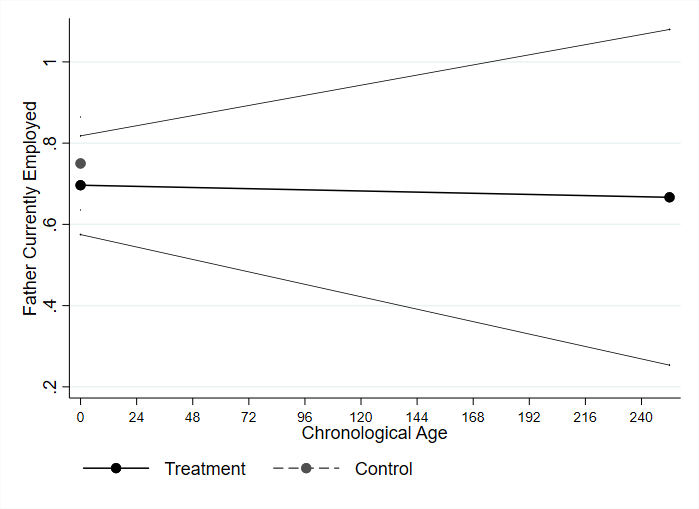 Father Currently Employed
1
.8
.6
.4
.2
0 24 48 72 96 120 144 168 192 216 240
Chronological Age
Treatment Control